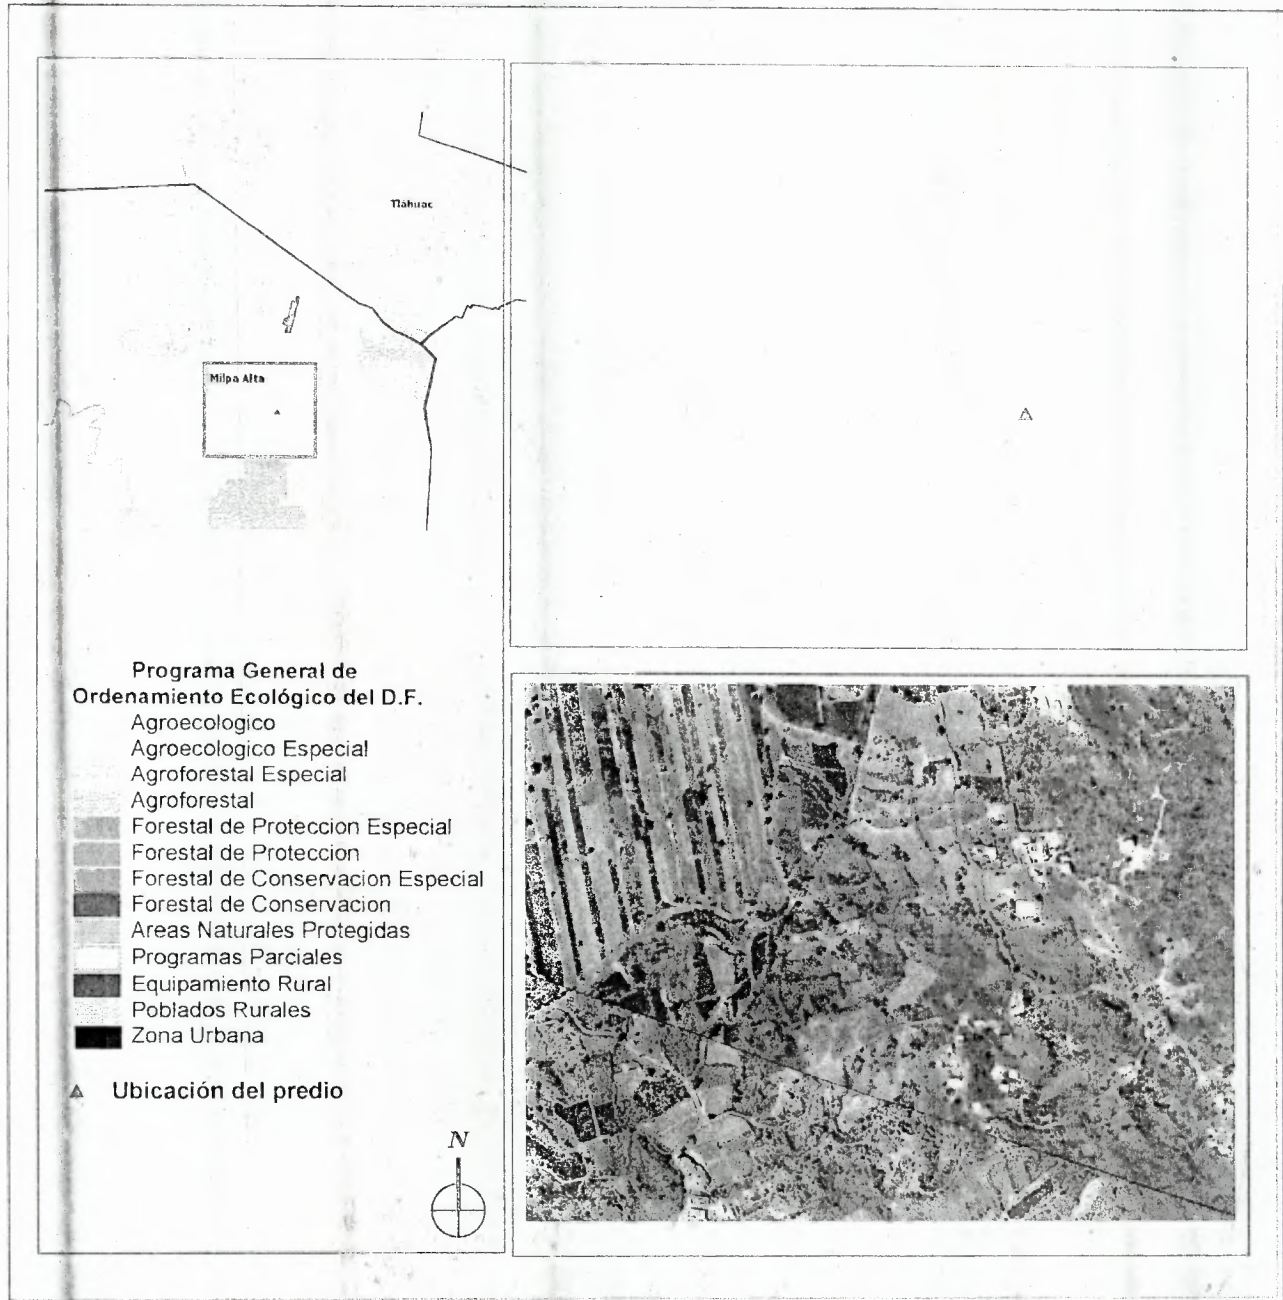 Tláhuac
Milpa Alta
Programa General de
Ordenamiento Ecológico del D.F.
Agroecologico
Agroecologico Especial
Agroforestal Especial
Agroforestal
Forestal de Proteccion Especial
Forestal de Proteccion
Forestal de Conservacion Especial
Forestal de Conservacion
Areas Naturales Protegidas
Programas Parciales
Equipamiento Rural
Poblados Rurales
Zona Urbana
Ubicación del predio
N